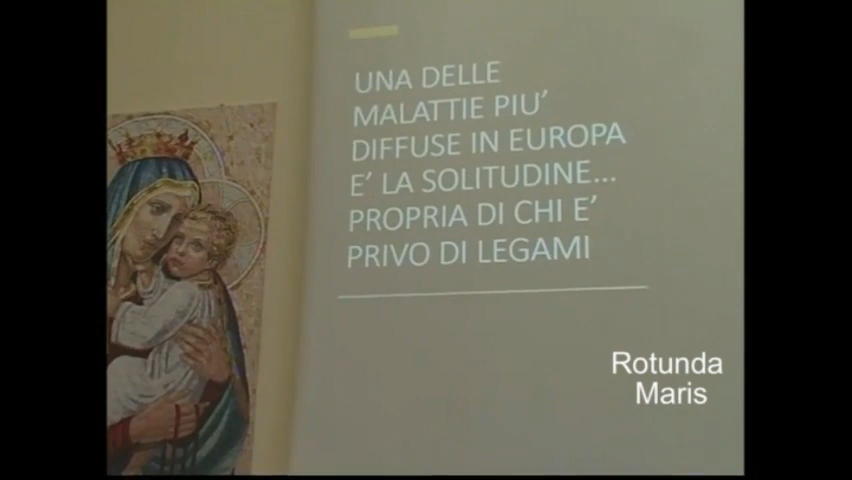 UNA DELLE
MALATTIE PIU'
DIFFUSE IN EUROPA
E' LA SOLITUDINE...
PROPRIA DI CHI E'
PRIVO DI LEGAMI
Rotunda
Maris